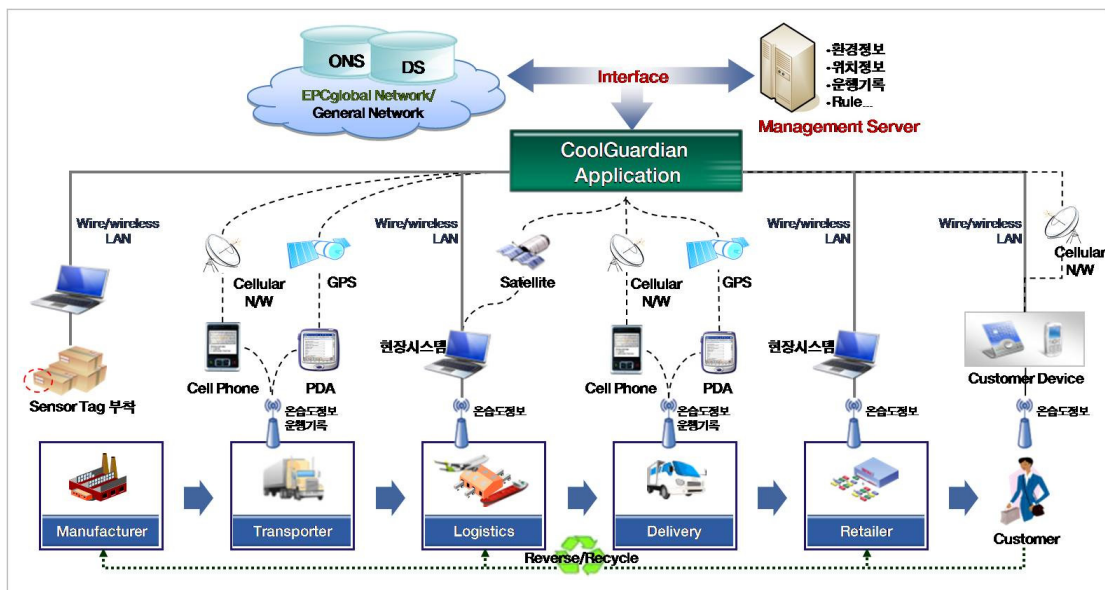 ONS
DS
EPCglobal Network/
General Network
Interface
·환경정보
·위치정보
·운행기록
·Rule...
Management Server
CoolGuardian
Application
Wire/wireless
LAN
Cellular
N/W
GPS
Wire/wireless
LAN
Satellite
Cellular
N/W
GPS
Wire/wireless
LAN
Wire/wireless
LAN
Cellular
N/W
Sensor Tag 부착
Cell Phone
PDA
현장시스템
Cell Phone
PDA
현장시스템
Customer Device
온습도정보
운행기록
온습도정보
온습도정보
운행기록
온습도정보
온습도정보
Manufacturer
Transporter
Logistics
Delivery
Retailer
Customer
Reverse/Recycle